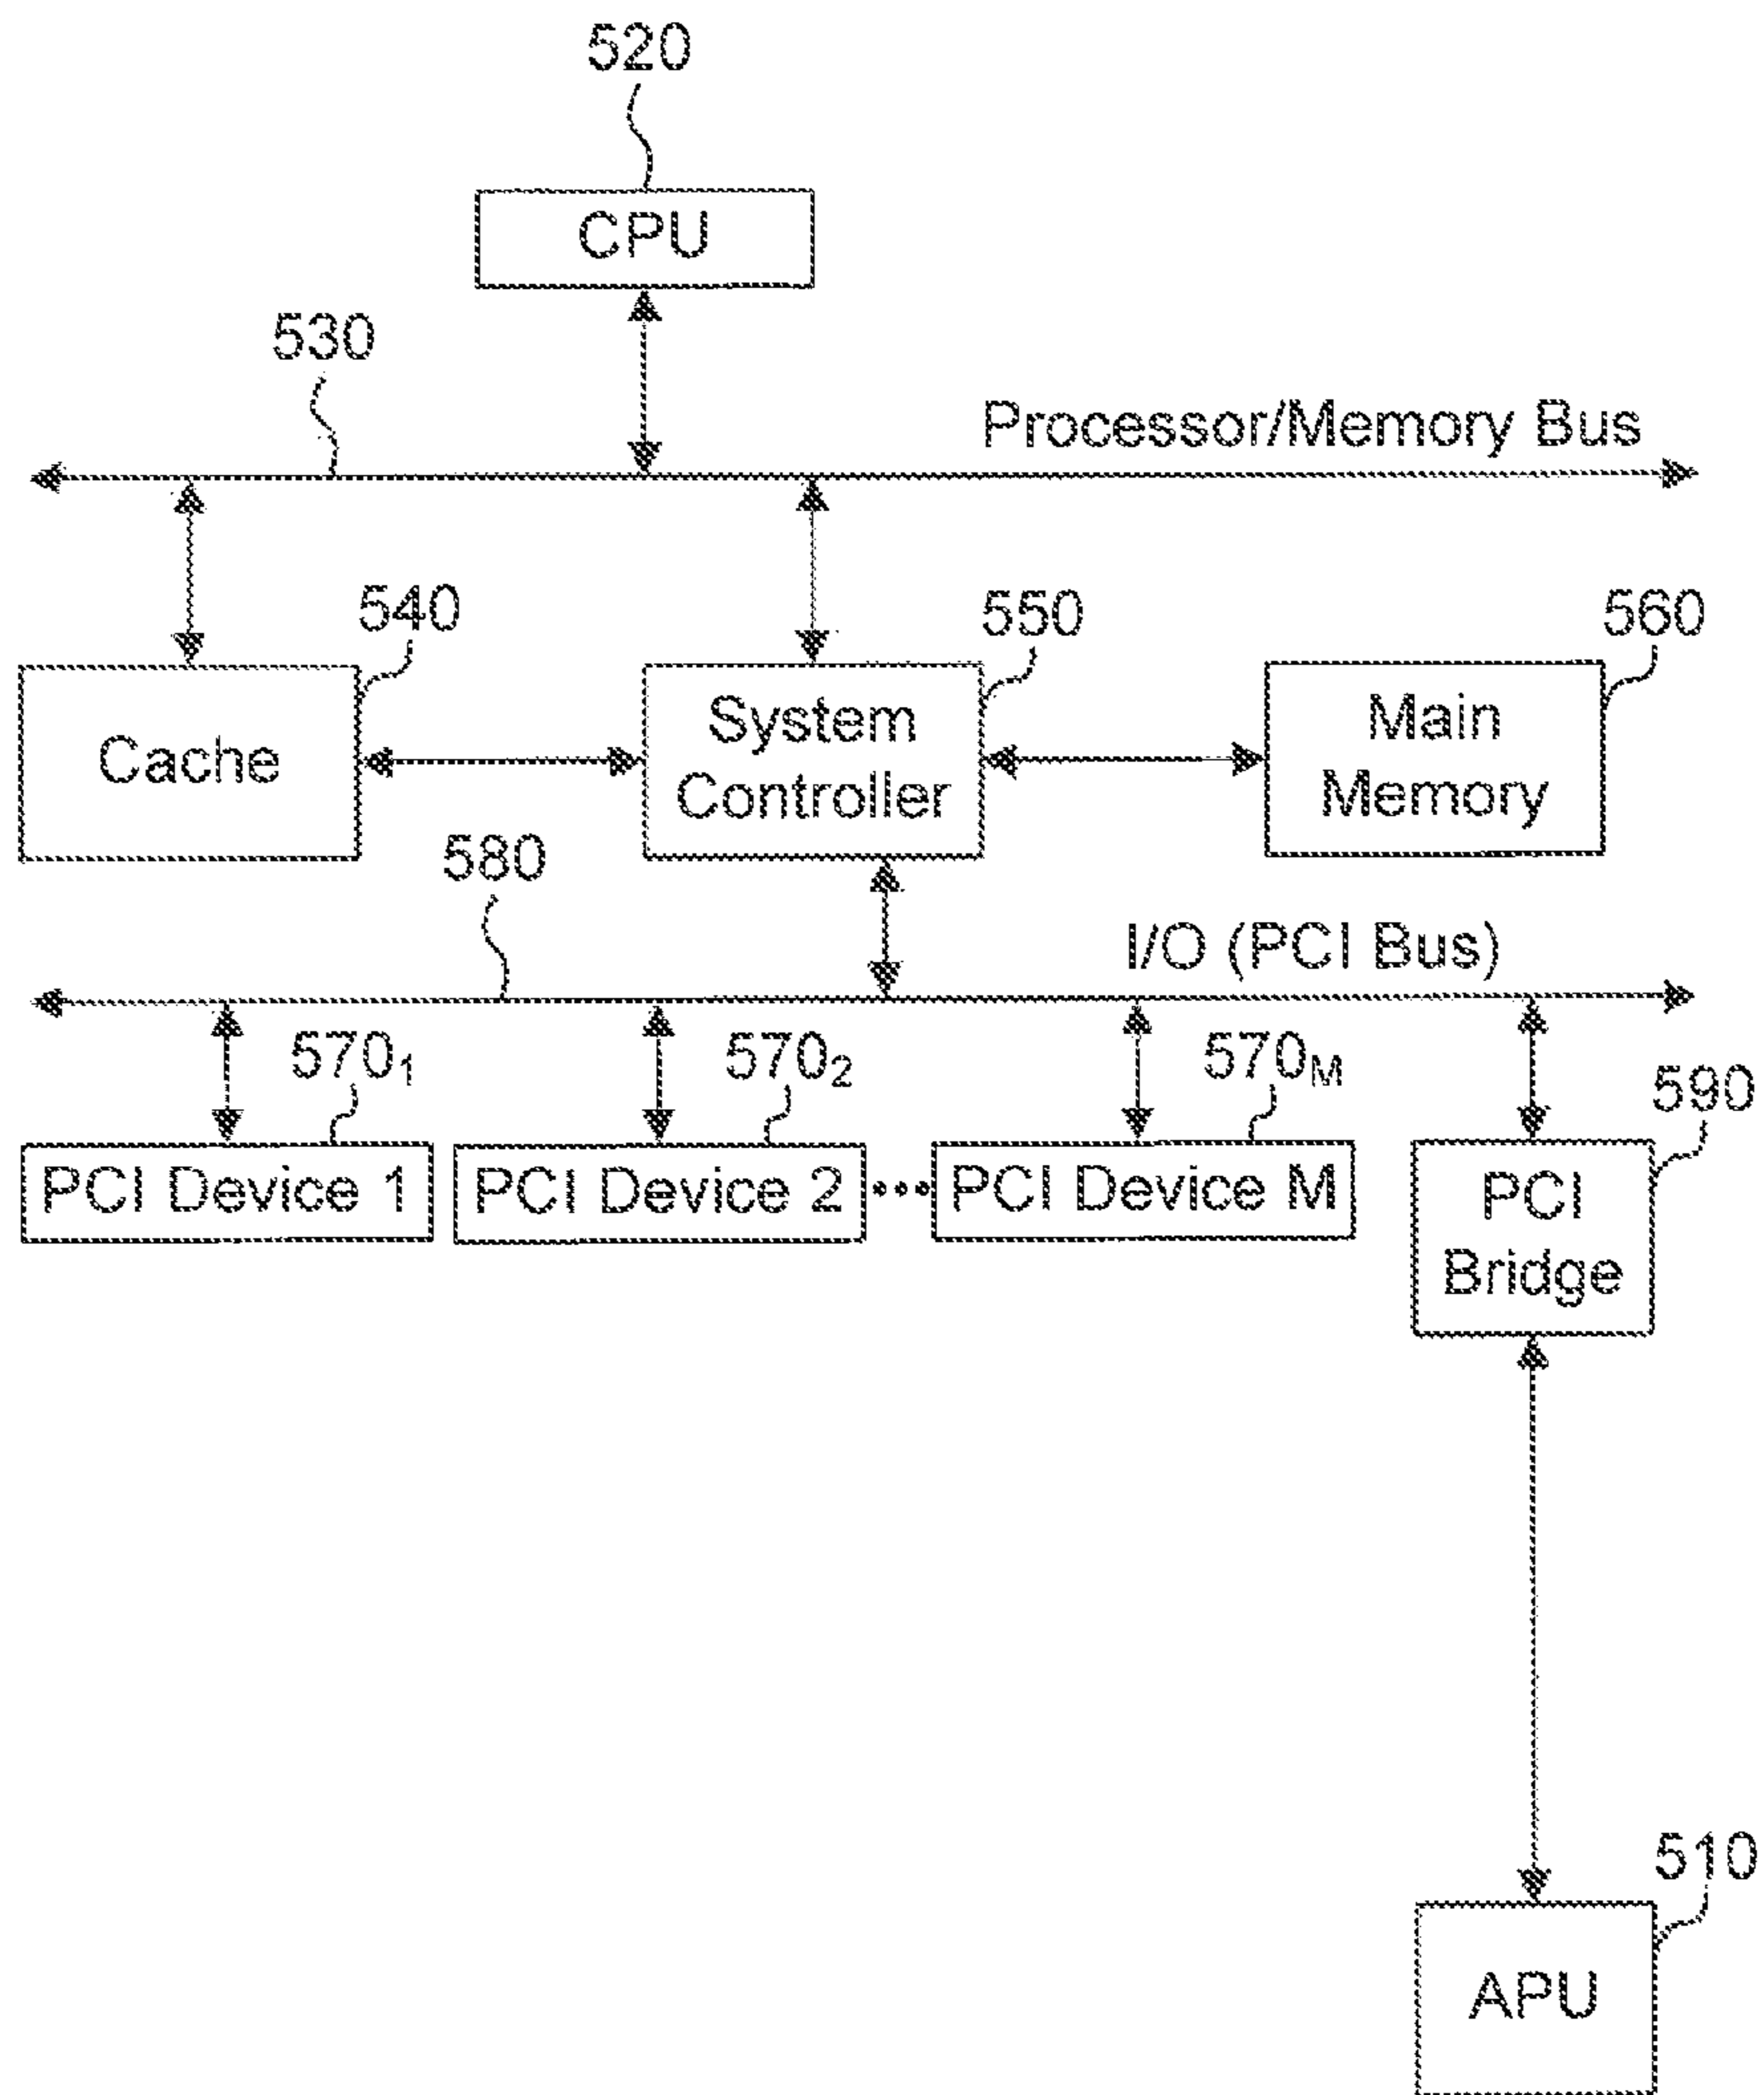 520
CPU
530
Processor/Memory Bus
540
550
560
Cache
System
Controller
Main
Memory
580
I/O (PCI Bus)
570₁
570₂
570M
590
PCI Device 1
PCI Device 2
•••
PCI Device M
PCI
Bridge
510
APU